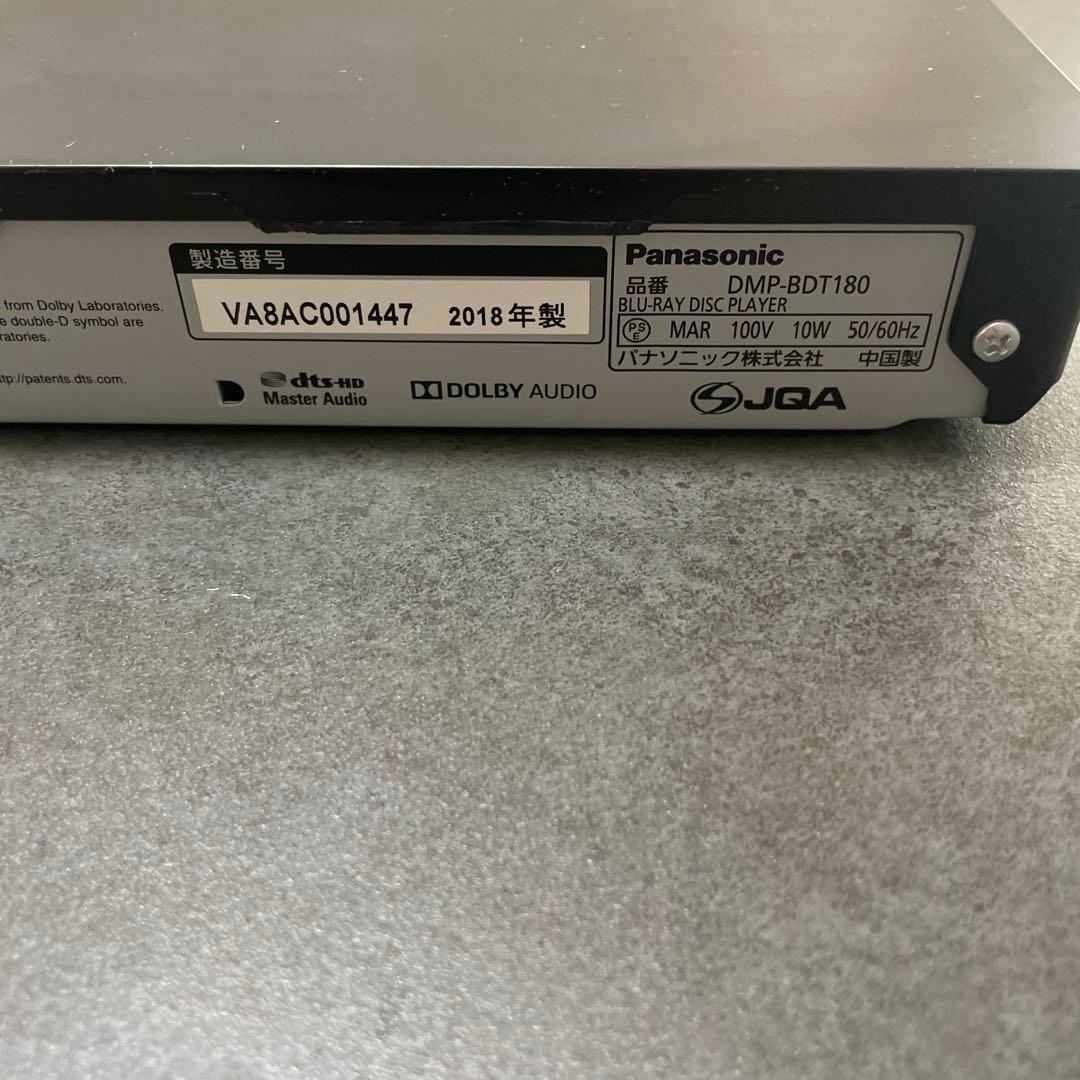 from Dolby Laboratories.
double-D symbol are
http://patents.dts.com.
製造番号
VA8AC001447 2018年製
dts-HD
Master Audio
DOLBY AUDIO
Panasonic
品番 DMP-BDT180
BLU-RAY DISC PLAYER
PSE MAR 100V 10W 50/60Hz
パナソニック株式会社 中国製
JQA